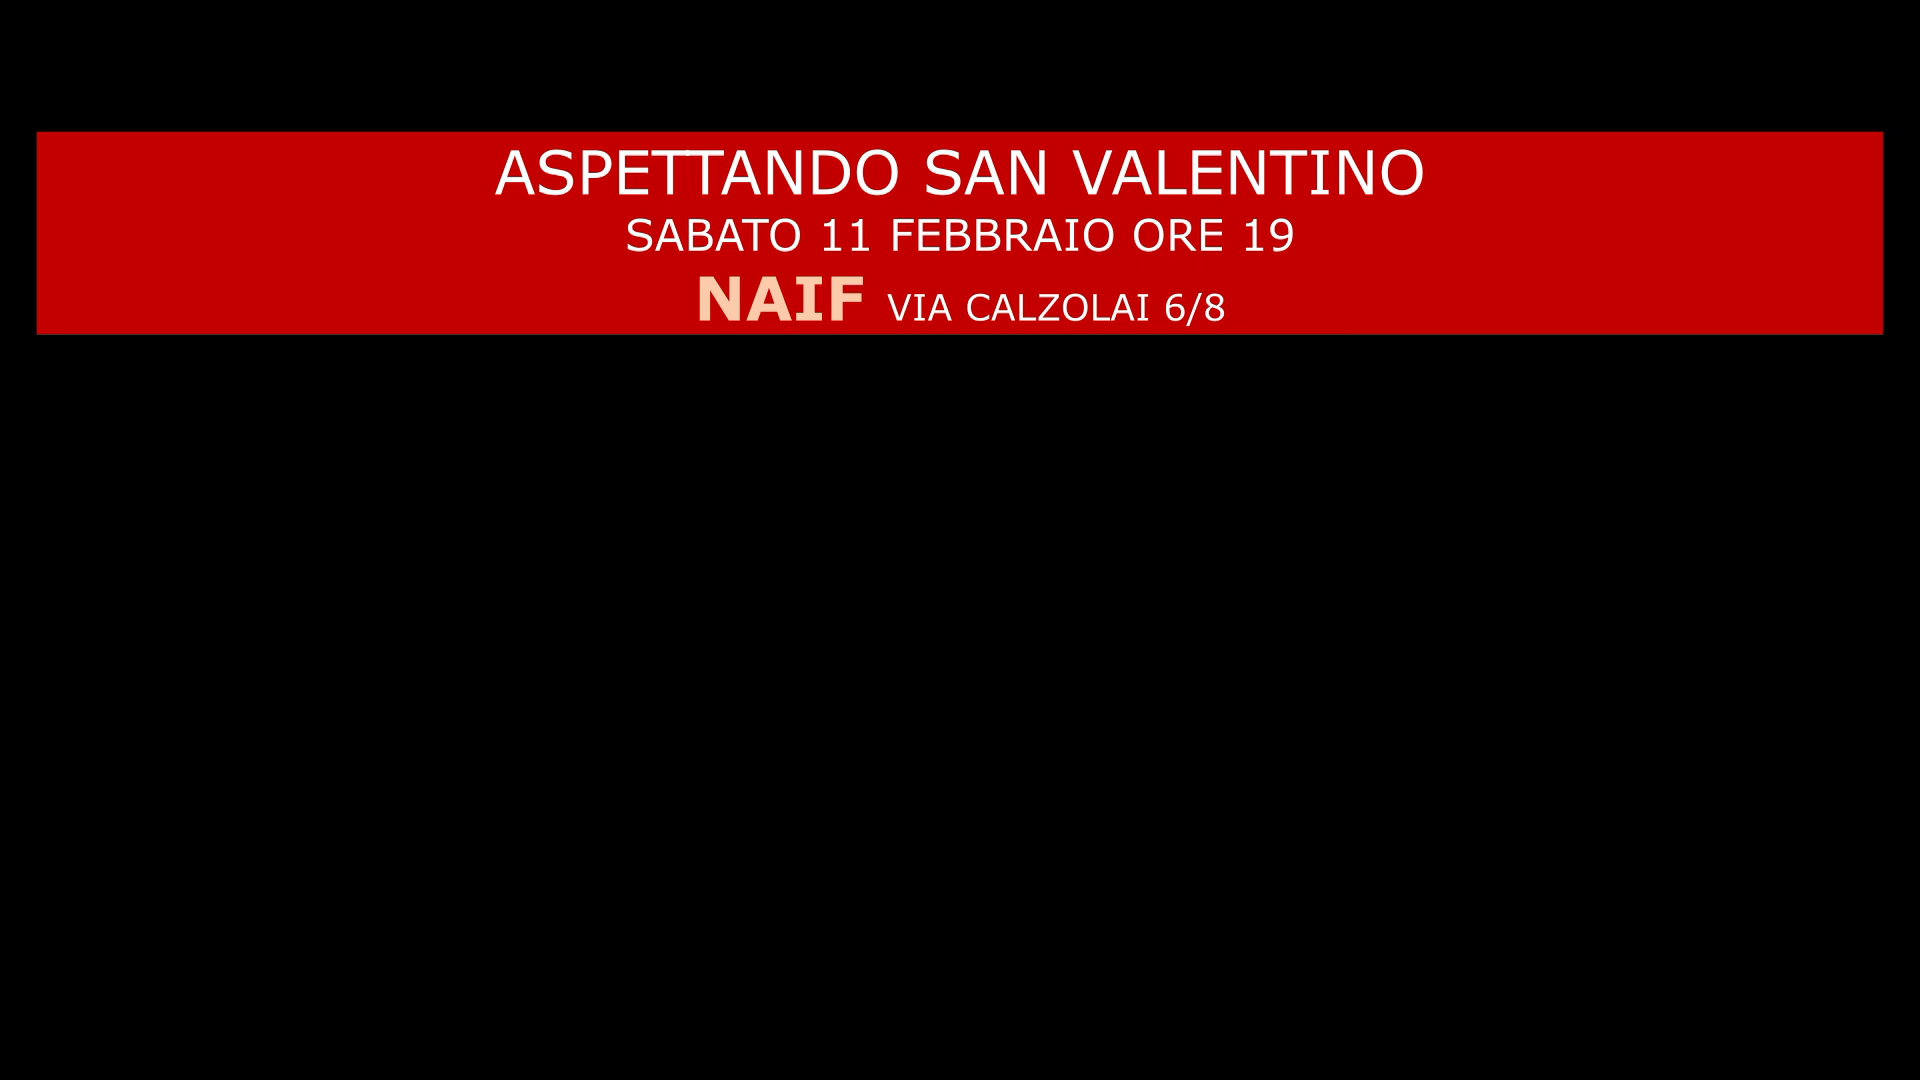 ASPETTANDO SAN VALENTINO
SABATO 11 FEBBRAIO ORE 19
NAIF VIA CALZOLAI 6/8